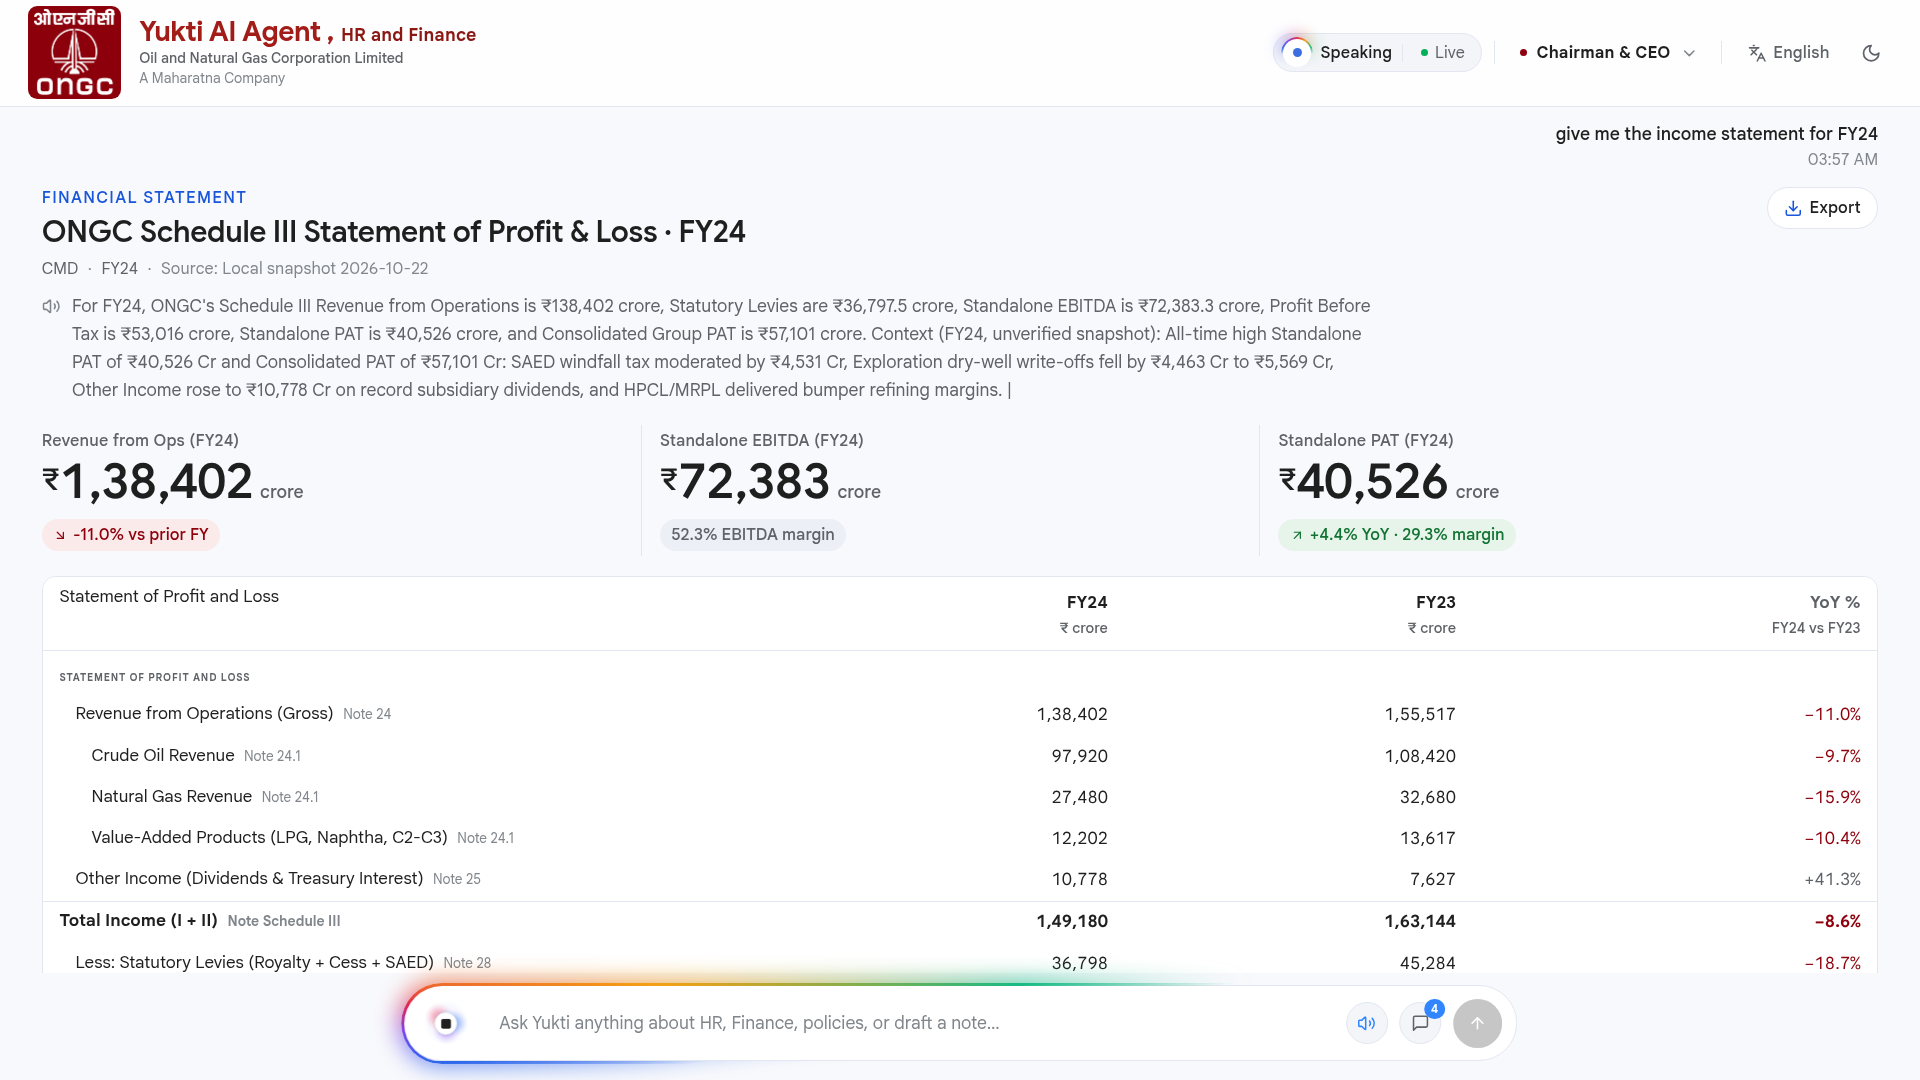 ओएनजीसी
ongc
Yukti AI Agent , HR and Finance
Oil and Natural Gas Corporation Limited
A Maharatna Company
Speaking
Live
Chairman & CEO
English
give me the income statement for FY24
03:57 AM
FINANCIAL STATEMENT
ONGC Schedule III Statement of Profit & Loss · FY24
Export
CMD · FY24 · Source: Local snapshot 2026-10-22
For FY24, ONGC's Schedule III Revenue from Operations is ₹138,402 crore, Statutory Levies are ₹36,797.5 crore, Standalone EBITDA is ₹72,383.3 crore, Profit Before
Tax is ₹53,016 crore, Standalone PAT is ₹40,526 crore, and Consolidated Group PAT is ₹57,101 crore. Context (FY24, unverified snapshot): All-time high Standalone
PAT of ₹40,526 Cr and Consolidated PAT of ₹57,101 Cr: SAED windfall tax moderated by ₹4,531 Cr, Exploration dry-well write-offs fell by ₹4,463 Cr to ₹5,569 Cr,
Other Income rose to ₹10,778 Cr on record subsidiary dividends, and HPCL/MRPL delivered bumper refining margins. |
Revenue from Ops (FY24)
₹1,38,402 crore
-11.0% vs prior FY
Standalone EBITDA (FY24)
₹72,383 crore
52.3% EBITDA margin
Standalone PAT (FY24)
₹40,526 crore
+4.4% YoY · 29.3% margin
Statement of Profit and Loss FY24 FY23 YoY %
₹ crore ₹ crore FY24 vs FY23
STATEMENT OF PROFIT AND LOSS
Revenue from Operations (Gross) Note 24 1,38,402 1,55,517 −11.0%
Crude Oil Revenue Note 24.1 97,920 1,08,420 −9.7%
Natural Gas Revenue Note 24.1 27,480 32,680 −15.9%
Value-Added Products (LPG, Naphtha, C2-C3) Note 24.1 12,202 13,617 −10.4%
Other Income (Dividends & Treasury Interest) Note 25 10,778 7,627 +41.3%
Total Income (I + II) Note Schedule III 1,49,180 1,63,144 −8.6%
Less: Statutory Levies (Royalty + Cess + SAED) Note 28 36,798 45,284 −18.7%
Ask Yukti anything about HR, Finance, policies, or draft a note...
4